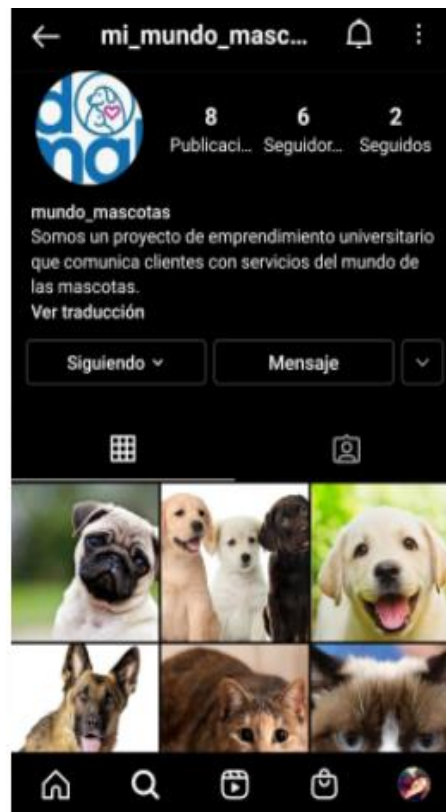 mi_mundo_masc...
8 6 2
Publicaci... Seguidor... Seguidos
mundo_mascotas
Somos un proyecto de emprendimiento universitario
que comunica clientes con servicios del mundo de
las mascotas.
Ver traducción
Siguiendo Mensaje